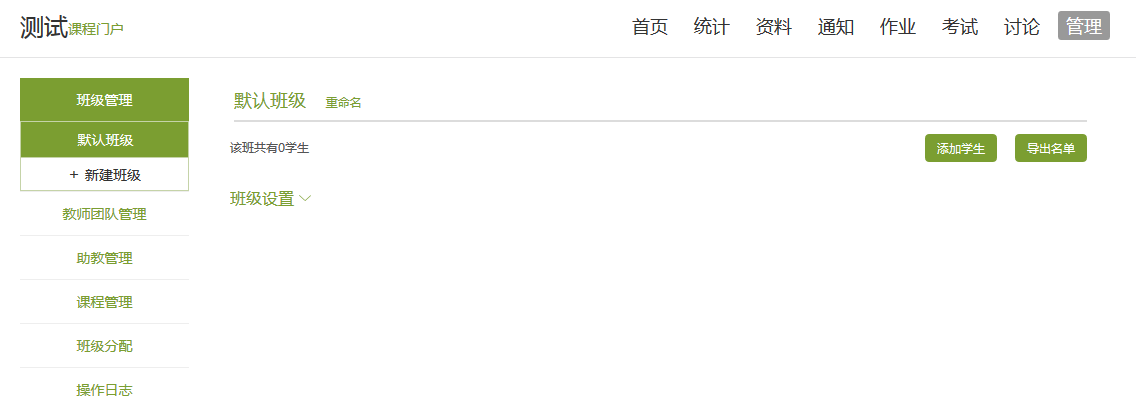 测试课程门户
首页 统计 资料 通知 作业 考试 讨论 管理
班级管理
默认班级
+ 新建班级
教师团队管理
助教管理
课程管理
班级分配
操作日志
默认班级 重命名
该班共有0学生
添加学生 导出名单
班级设置